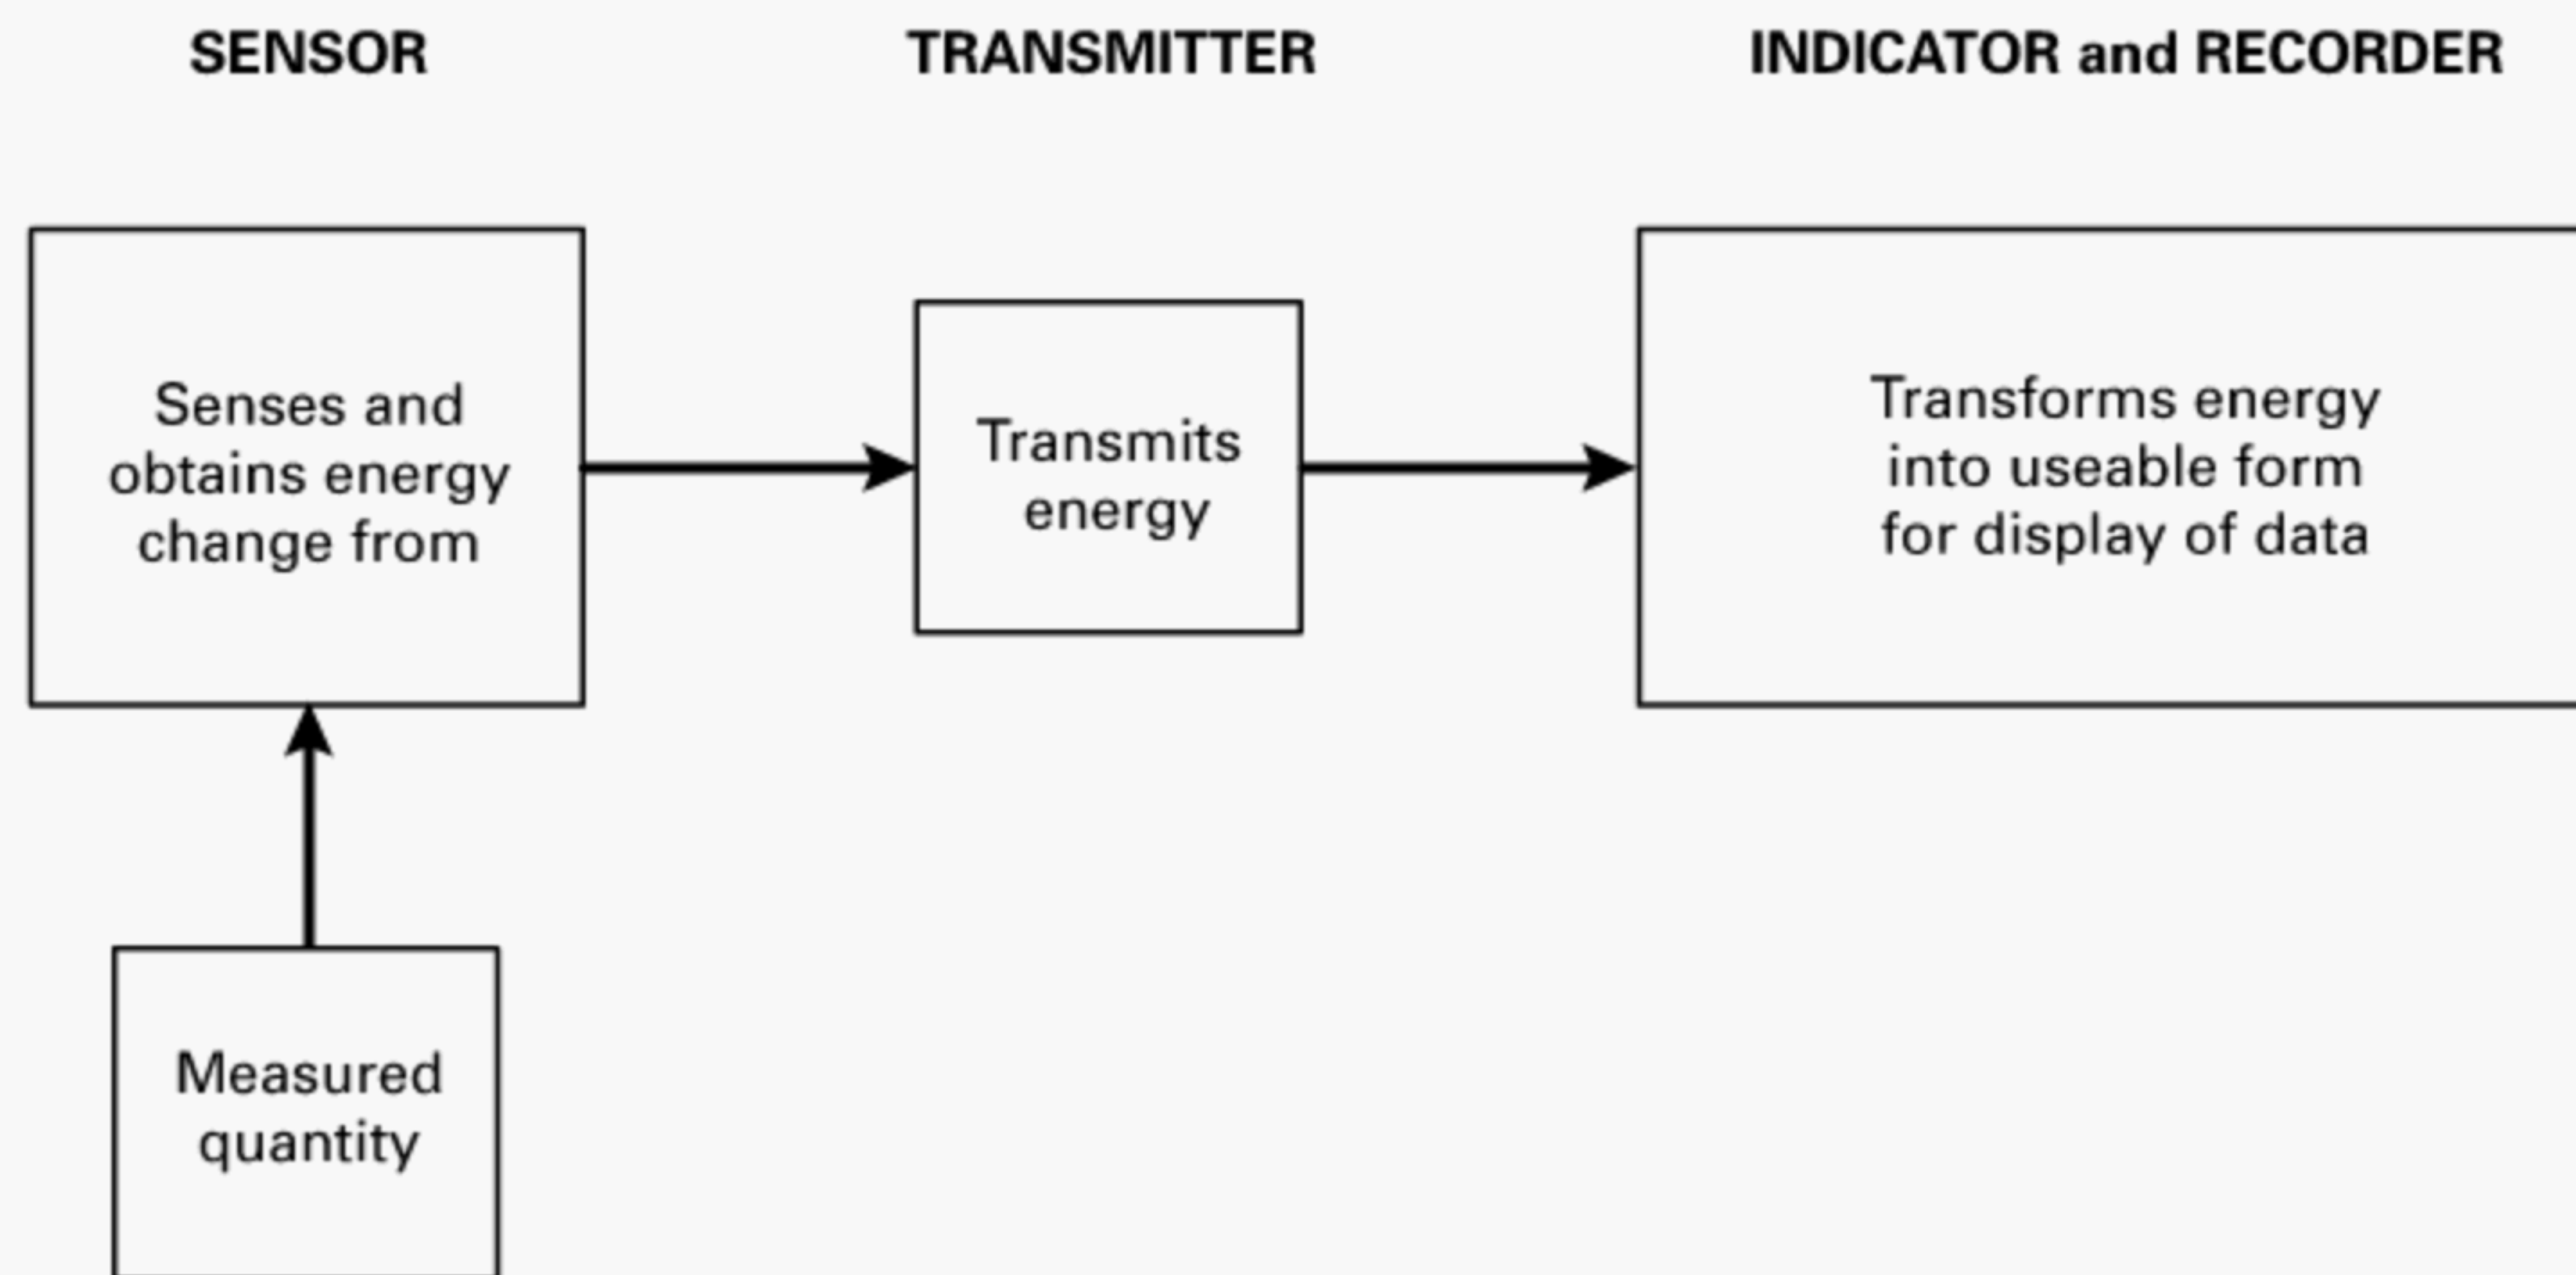 SENSOR
TRANSMITTER
INDICATOR and RECORDER
Senses and
obtains energy
change from
Transmits
energy
Transforms energy
into useable form
for display of data
Measured
quantity